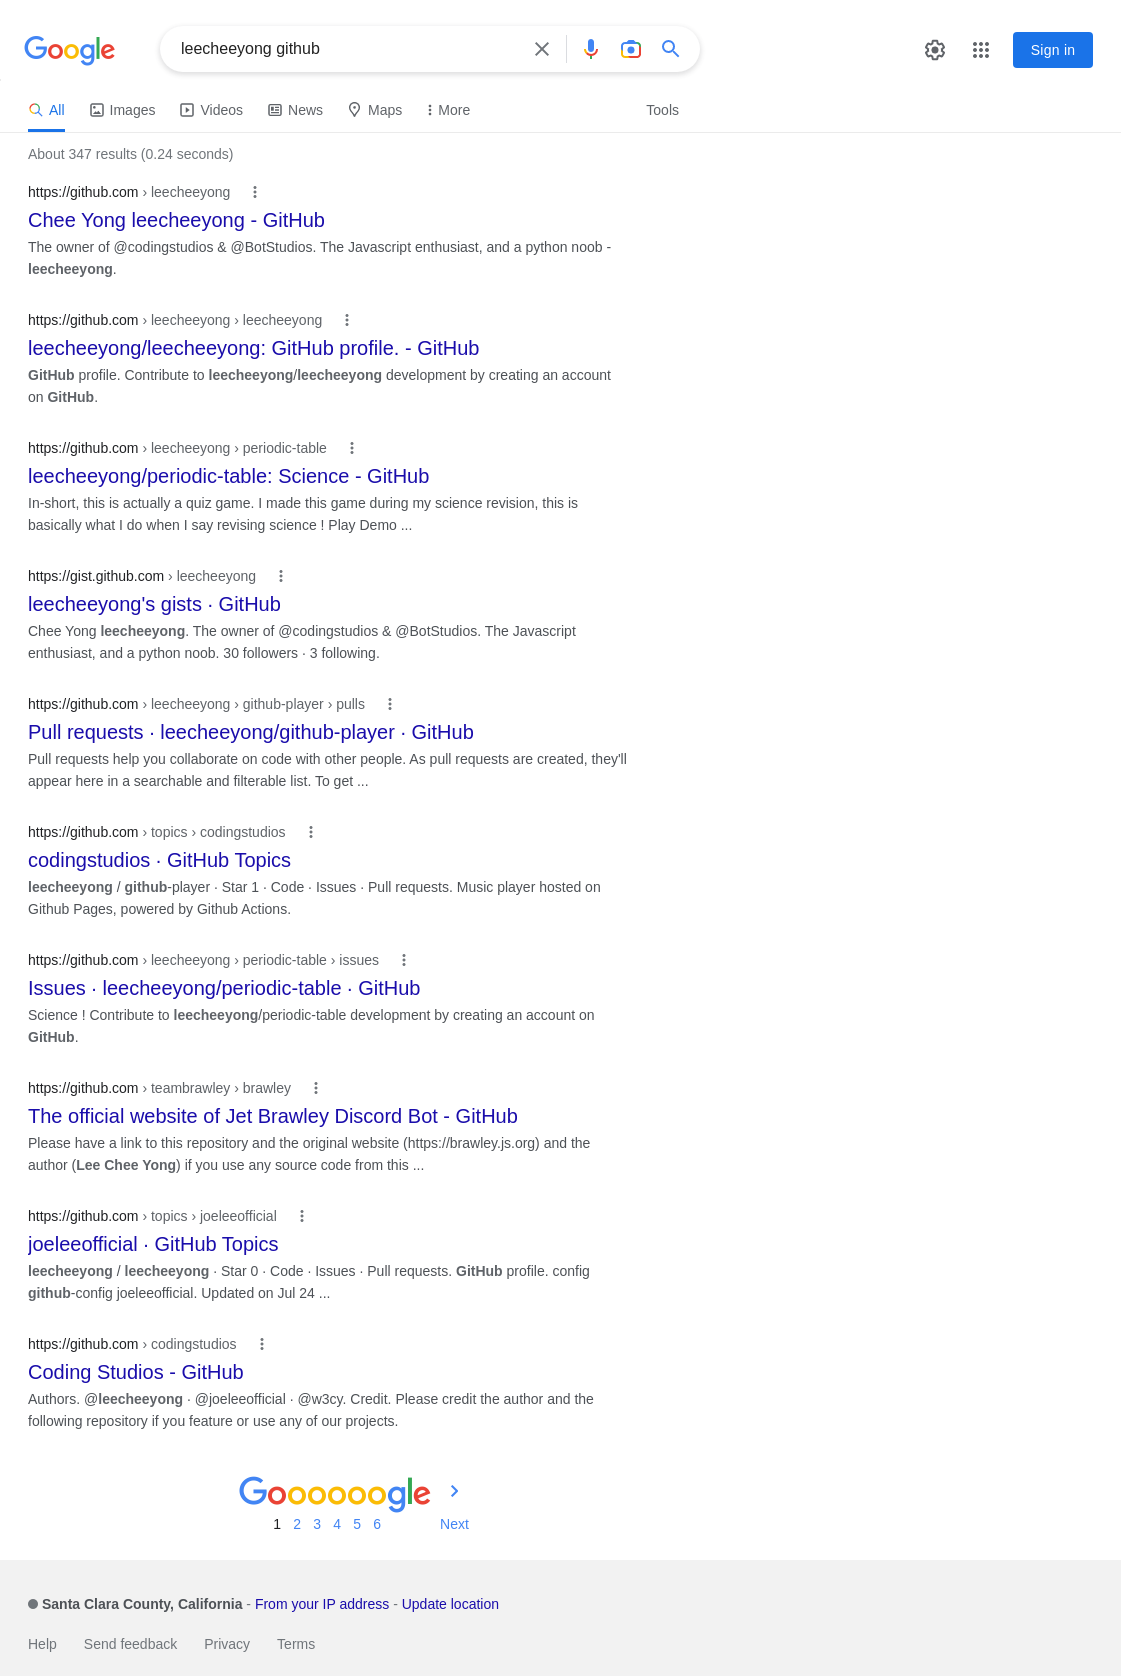 Google
leecheeyong github
Sign in
All Images Videos News Maps More Tools
About 347 results (0.24 seconds)
https://github.com › leecheeyong
Chee Yong leecheeyong - GitHub
The owner of @codingstudios & @BotStudios. The Javascript enthusiast, and a python noob -
leecheeyong.
https://github.com › leecheeyong › leecheeyong
leecheeyong/leecheeyong: GitHub profile. - GitHub
GitHub profile. Contribute to leecheeyong/leecheeyong development by creating an account
on GitHub.
https://github.com › leecheeyong › periodic-table
leecheeyong/periodic-table: Science - GitHub
In-short, this is actually a quiz game. I made this game during my science revision, this is
basically what I do when I say revising science ! Play Demo ...
https://gist.github.com › leecheeyong
leecheeyong's gists · GitHub
Chee Yong leecheeyong. The owner of @codingstudios & @BotStudios. The Javascript
enthusiast, and a python noob. 30 followers · 3 following.
https://github.com › leecheeyong › github-player › pulls
Pull requests · leecheeyong/github-player · GitHub
Pull requests help you collaborate on code with other people. As pull requests are created, they'll
appear here in a searchable and filterable list. To get ...
https://github.com › topics › codingstudios
codingstudios · GitHub Topics
leecheeyong / github-player · Star 1 · Code · Issues · Pull requests. Music player hosted on
Github Pages, powered by Github Actions.
https://github.com › leecheeyong › periodic-table › issues
Issues · leecheeyong/periodic-table · GitHub
Science ! Contribute to leecheeyong/periodic-table development by creating an account on
GitHub.
https://github.com › teambrawley › brawley
The official website of Jet Brawley Discord Bot - GitHub
Please have a link to this repository and the original website (https://brawley.js.org) and the
author (Lee Chee Yong) if you use any source code from this ...
https://github.com › topics › joeleeofficial
joeleeofficial · GitHub Topics
leecheeyong / leecheeyong · Star 0 · Code · Issues · Pull requests. GitHub profile. config
github-config joeleeofficial. Updated on Jul 24 ...
https://github.com › codingstudios
Coding Studios - GitHub
Authors. @leecheeyong · @joeleeofficial · @w3cy. Credit. Please credit the author and the
following repository if you feature or use any of our projects.
Goooooogle
1 2 3 4 5 6 Next
Santa Clara County, California - From your IP address - Update location
Help Send feedback Privacy Terms